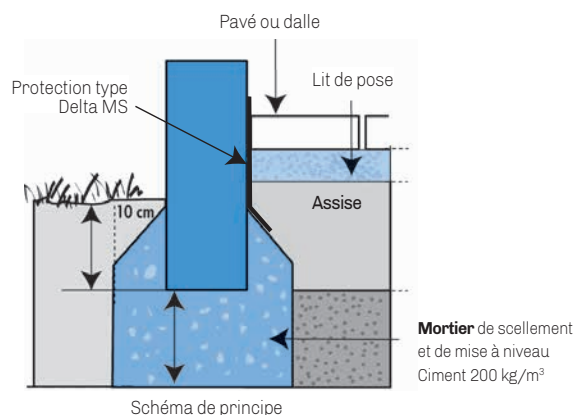 Pavé ou dalle
Protection type
Delta MS
Lit de pose
10 cm
Assise
Mortier de scellement
et de mise à niveau
Ciment 200 kg/m³
Schéma de principe